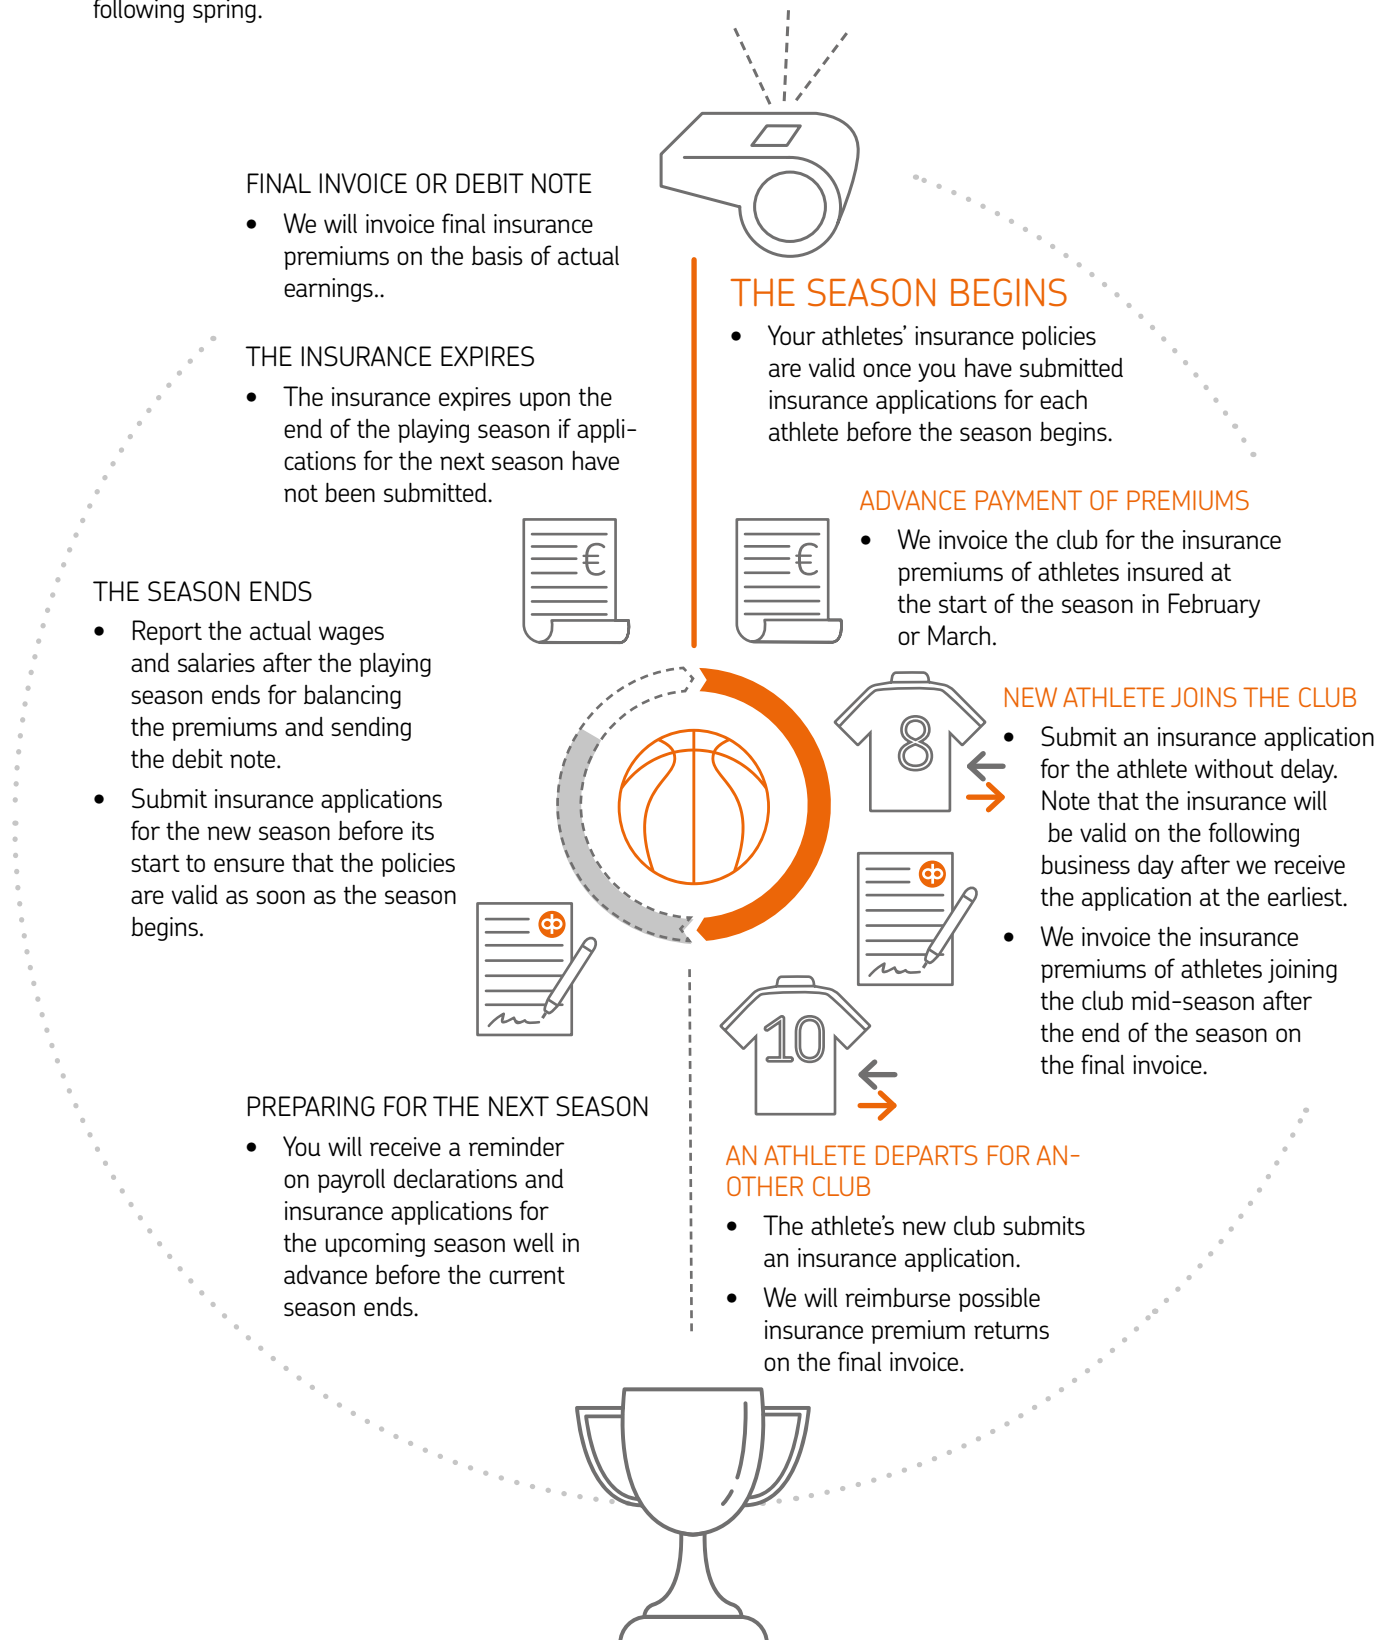 following spring.
THE SEASON BEGINS
• Your athletes’ insurance policies
are valid once you have submitted
insurance applications for each
athlete before the season begins.
ADVANCE PAYMENT OF PREMIUMS
• We invoice the club for the insurance
premiums of athletes insured at
the start of the season in February
or March.
€
8
NEW ATHLETE JOINS THE CLUB
• Submit an insurance application
for the athlete without delay.
Note that the insurance will
be valid on the following
business day after we receive
the application at the earliest.
• We invoice the insurance
premiums of athletes joining
the club mid-season after
the end of the season on
the final invoice.
10
AN ATHLETE DEPARTS FOR AN-
OTHER CLUB
• The athlete’s new club submits
an insurance application.
• We will reimburse possible
insurance premium returns
on the final invoice.
PREPARING FOR THE NEXT SEASON
• You will receive a reminder
on payroll declarations and
insurance applications for
the upcoming season well in
advance before the current
season ends.
THE SEASON ENDS
• Report the actual wages
and salaries after the playing
season ends for balancing
the premiums and sending
the debit note.
• Submit insurance applications
for the new season before its
start to ensure that the policies
are valid as soon as the season
begins.
THE INSURANCE EXPIRES
• The insurance expires upon the
end of the playing season if appli-
cations for the next season have
not been submitted.
€
FINAL INVOICE OR DEBIT NOTE
• We will invoice final insurance
premiums on the basis of actual
earnings..